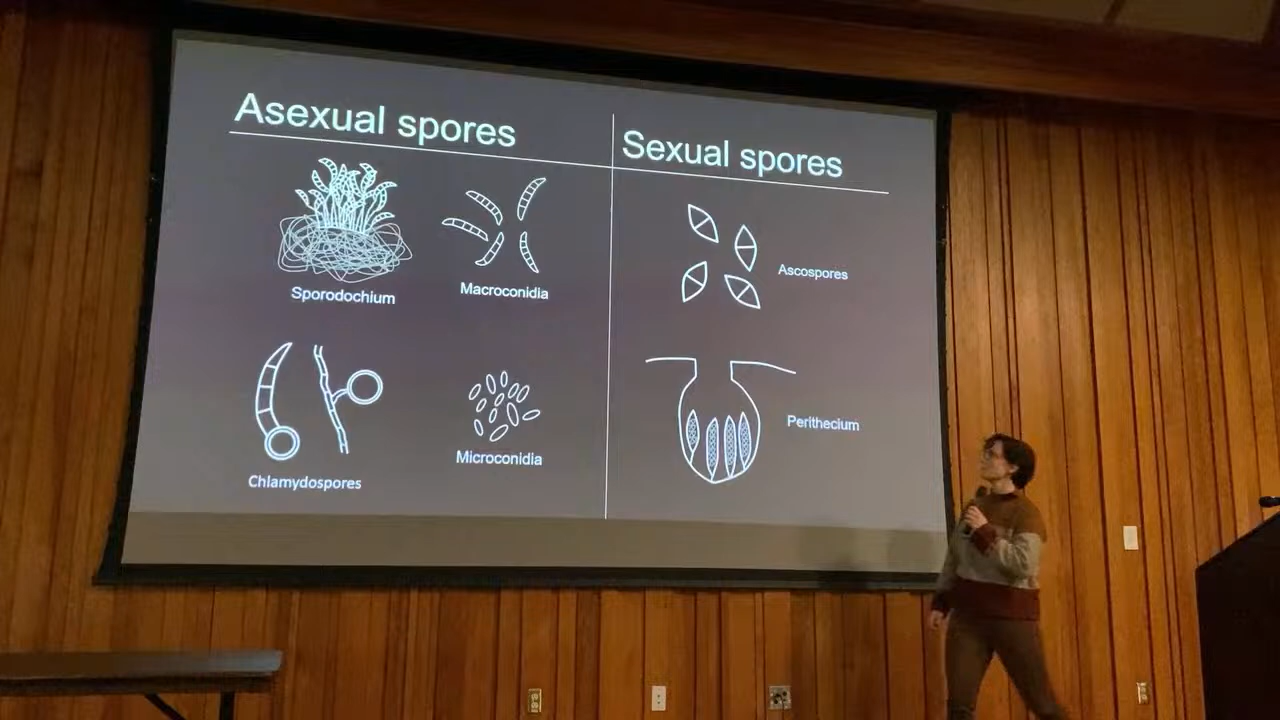 Asexual spores
Sporodochium
Macroconidia
Chlamydospores
Microconidia
Sexual spores
Ascospores
Perithecium